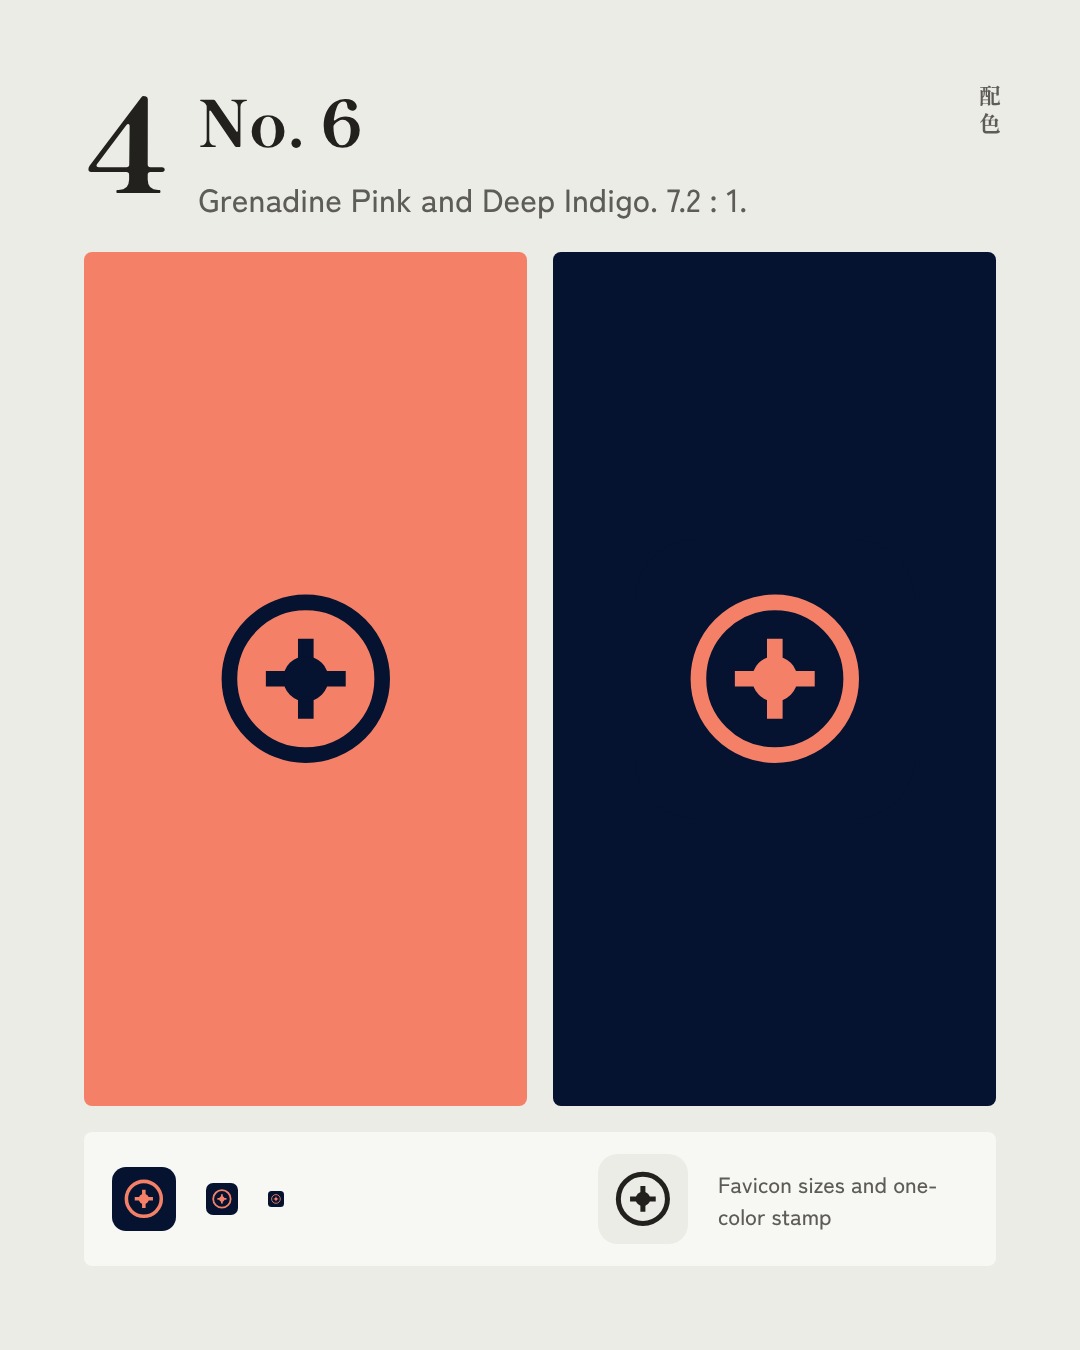 4
No. 6
配色
Grenadine Pink and Deep Indigo. 7.2 : 1.
Favicon sizes and one-
color stamp